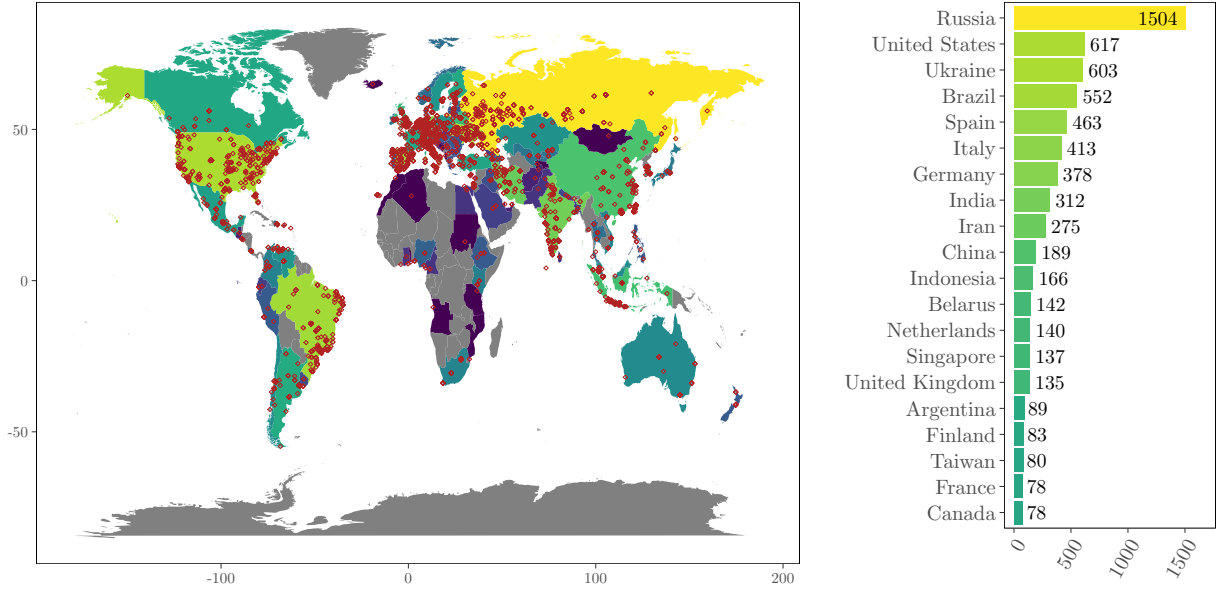 50
0
-50
-100
0
100
200
Russia 1504
United States 617
Ukraine 603
Brazil 552
Spain 463
Italy 413
Germany 378
India 312
Iran 275
China 189
Indonesia 166
Belarus 142
Netherlands 140
Singapore 137
United Kingdom 135
Argentina 89
Finland 83
Taiwan 80
France 78
Canada 78
0
500
1000
1500